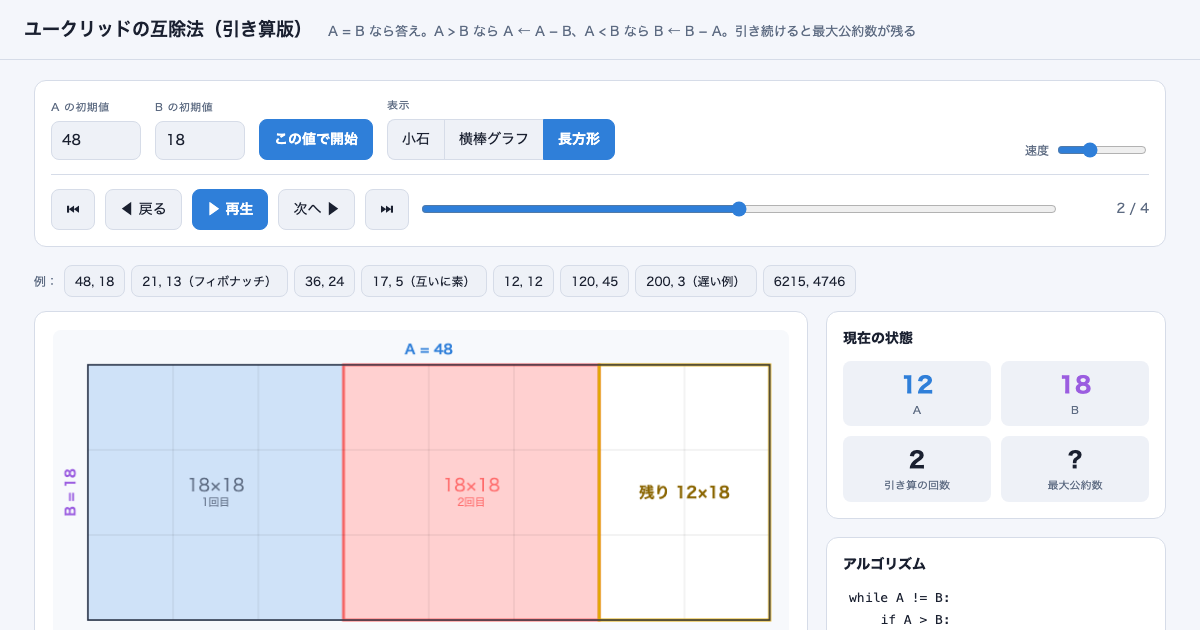 ユークリッドの互除法（引き算版）
A = B なら答え。A > B なら A ← A − B、A < B なら B ← B − A。引き続けると最大公約数が残る
A の初期値
B の初期値
表示
48
18
この値で開始
小石
横棒グラフ
長方形
速度
⏮
◀ 戻る
▶ 再生
次へ ▶
⏭
2 / 4
例：
48, 18
21, 13（フィボナッチ）
36, 24
17, 5（互いに素）
12, 12
120, 45
200, 3（遅い例）
6215, 4746
A = 48
B = 18
18×18
1回目
18×18
2回目
残り 12×18
現在の状態
12
A
18
B
2
引き算の回数
?
最大公約数
アルゴリズム
while A != B:
if A > B: